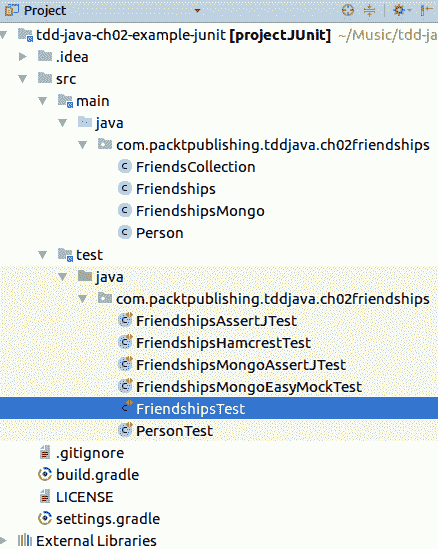 Project
tdd-java-ch02-example-junit [projectJUnit] ~/Music/tdd-ja
.idea
src
main
java
com.packtpublishing.tddjava.ch02friendships
FriendsCollection
Friendships
FriendshipsMongo
Person
test
java
com.packtpublishing.tddjava.ch02friendships
FriendshipsAssertJTest
FriendshipsHamcrestTest
FriendshipsMongoAssertJTest
FriendshipsMongoEasyMockTest
FriendshipsTest
PersonTest
.gitignore
build.gradle
LICENSE
settings.gradle
External Libraries